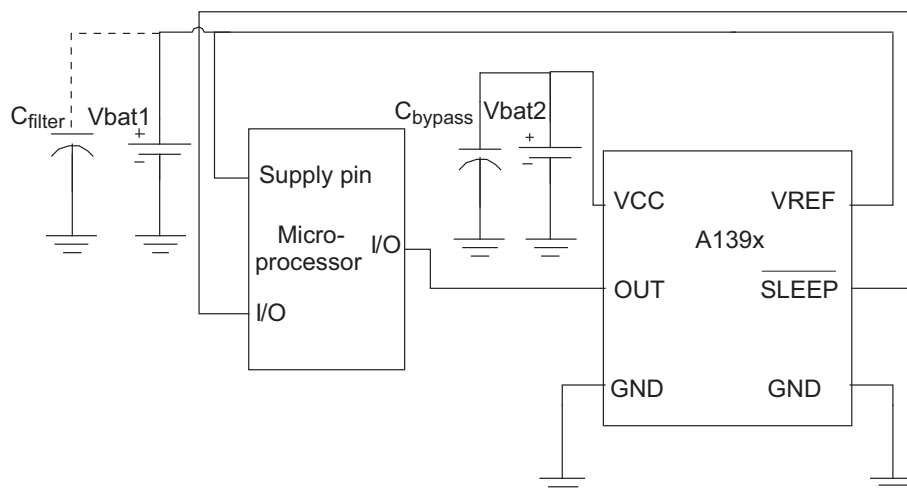 Cfilter
Vbat1
+
−
Supply pin
Micro-
processor
I/O
I/O
Cbypass
Vbat2
+
−
VCC
VREF
A139x
OUT
SLEEP
GND
GND